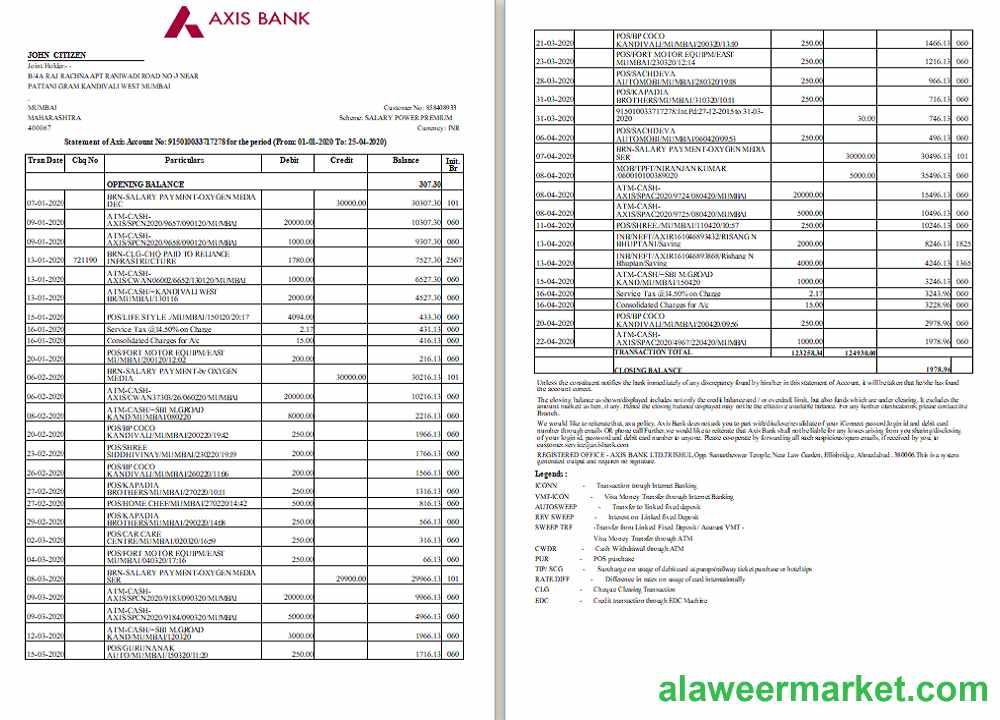 AXIS BANK
JOHN CITIZEN
Joint Holder- -
B/4A RAJ RACHNA APT RANIWADI ROAD NO -3 NEAR
PATTANI GRAM KANDIVALI WEST MUMBAI
.
MUMBAI Customer No: 858408933
MAHARASHTRA Scheme: SALARY POWER PREMIUM
400067 Currency: INR
Statement of Axis Account No: 915010033717278 for the period (From: 01-01-2020 To: 25-04-2020)
Tran Date Chq No Particulars Debit Credit Balance Init. Br
OPENING BALANCE 307.30
07-01-2020 BRN-SALARY PAYMENT-OXYGEN MEDIA DEC 30000.00 30307.30 101
09-01-2020 ATM-CASH-AXIS/SPCN2020/9657/090120/MUMBAI 20000.00 10307.30 060
09-01-2020 ATM-CASH-AXIS/SPCN2020/9658/090120/MUMBAI 1000.00 9307.30 060
13-01-2020 721190 BRN-CLG-CHQ PAID TO RELIANCE INFRASTRUCTURE 1780.00 7527.30 2567
13-01-2020 ATM-CASH-AXIS/CWAN06002/6652/130120/MUMBAI 1000.00 6527.30 060
13-01-2020 ATM-CASH/+KANDIVALI WEST BR/MUMBAI/130116 2000.00 4527.30 060
15-01-2020 POS/LIFE STYLE ./MUMBAI/150120/20:17 4094.00 433.30 060
16-01-2020 Service Tax @14.50% on Charge 2.17 431.13 060
16-01-2020 Consolidated Charges for A/c 15.00 416.13 060
20-01-2020 POS/FORT MOTOR EQUIPM/EAST MUMBAI/200120/12:02 200.00 216.13 060
06-02-2020 BRN-SALARY PAYMENT-by OXYGEN MEDIA 30000.00 30216.13 101
06-02-2020 ATM-CASH-AXIS/CWAN3730/8/26/060220/MUMBAI 20000.00 10216.13 060
08-02-2020 ATM-CASH/+SBI M.G.ROAD KAND/MUMBAI/080220 8000.00 2216.13 060
20-02-2020 POS/BP COCO KANDIVALI/MUMBAI/200220/19:42 250.00 1966.13 060
23-02-2020 POS/SHREE SIDDHIVINAY/MUMBAI/230220/19:19 200.00 1766.13 060
26-02-2020 POS/BP COCO KANDIVALI/MUMBAI/260220/11:06 200.00 1566.13 060
27-02-2020 POS/KAPADIA BROTHERS/MUMBAI/270220/10:11 250.00 1316.13 060
27-02-2020 POS/HOME CHEF/MUMBAI/270220/14:42 500.00 816.13 060
29-02-2020 POS/KAPADIA BROTHERS/MUMBAI/290220/14:08 250.00 566.13 060
02-03-2020 POS/CAR CARE CENTRE/MUMBAI/020320/16:59 250.00 316.13 060
04-03-2020 POS/FORT MOTOR EQUIPM/EAST MUMBAI/040320/17:16 250.00 66.13 060
08-03-2020 BRN-SALARY PAYMENT-OXYGEN MEDIA SER 29900.00 29966.13 101
09-03-2020 ATM-CASH-AXIS/SPCN2020/9183/090320/MUMBAI 20000.00 9966.13 060
09-03-2020 ATM-CASH-AXIS/SPCN2020/9184/090320/MUMBAI 5000.00 4966.13 060
12-03-2020 ATM-CASH/+SBI M.G.ROAD KAND/MUMBAI/120320 3000.00 1966.13 060
15-03-2020 POS/GURUNANAK AUTO/MUMBAI/150320/11:20 250.00 1716.13 060
21-03-2020 POS/BP COCO KANDIVALI/MUMBAI/200320/13:10 250.00 1466.13 060
23-03-2020 POS/FORT MOTOR EQUIPM/EAST MUMBAI/230320/12:14 250.00 1216.13 060
28-03-2020 POS/SACHDEVA AUTOMOBI/MUMBAI/280320/19:08 250.00 966.13 060
31-03-2020 POS/KAPADIA BROTHERS/MUMBAI/310320/10:11 250.00 716.13 060
31-03-2020 915010033717278:Int.Pd:27-12-2015 to 31-03-2020 30.00 746.13 060
06-04-2020 POS/SACHDEVA AUTOMOBI/MUMBAI/060420/09:53 250.00 496.13 060
07-04-2020 BRN-SALARY PAYMENT-OXYGEN MEDIA SER 30000.00 30496.13 101
08-04-2020 MOB/TPFT/NIRANJAN KUMAR /060010100389020 5000.00 35496.13 060
08-04-2020 ATM-CASH-AXIS/SPAC2020/9724/080420/MUMBAI 20000.00 15496.13 060
08-04-2020 ATM-CASH-AXIS/SPAC2020/9725/080420/MUMBAI 5000.00 10496.13 060
11-04-2020 POS/SHREE./MUMBAI/110420/10:57 250.00 10246.13 060
13-04-2020 INB/NEFT/AXIR161046893432/RISANG N BHUPTANI/Saving 2000.00 8246.13 1825
13-04-2020 INB/NEFT/AXIR161046893868/Rishang N Bhuptan/Saving 4000.00 4246.13 1365
15-04-2020 ATM-CASH/+SBI M.G.ROAD KAND/MUMBAI/150420 1000.00 3246.13 060
16-04-2020 Service Tax @14.50% on Charge 2.17 3243.96 060
16-04-2020 Consolidated Charges for A/c 15.00 3228.96 060
20-04-2020 POS/BP COCO KANDIVALI/MUMBAI/200420/09:56 250.00 2978.96 060
22-04-2020 ATM-CASH-AXIS/SPAC2020/4967/220420/MUMBAI 1000.00 1978.96 060
TRANSACTION TOTAL 123258.34 124930.00
CLOSING BALANCE 1978.96
Unless the constituent notifies the bank immediately of any discrepancy found by him/her in this statement of Account, it will be taken that he/she has found
the account correct.
The closing balance as shown/displayed includes not only the credit balance and / or overdraft limit, but also funds which are under clearing. It excludes the
amount marked as lien, if any. Hence the closing balance displayed may not be the effective available balance. For any further clarifications, please contact the
Branch.
We would like to reiterate that, as a policy, Axis Bank does not ask you to part with/disclose/revalidate of your iConnect password,login id and debit card
number through emails OR phone call Further, we would like to reiterate that Axis Bank shall not be liable for any losses arising from you sharing/disclosing
of your login id, password and debit card number to anyone. Please co-operate by forwarding all such suspicious/spam emails, if received by you, to
customer.service@axisbank.com
REGISTERED OFFICE - AXIS BANK LTD,TRISHUL,Opp. Samartheswar Temple, Near Law Garden, Ellisbridge, Ahmedabad . 380006.This is a system
generated output and requires no signature.
Legends :
ICONN - Transaction trough Internet Banking
VMT-ICON - Visa Money Transfer through Internet Banking
AUTOSWEEP - Transfer to linked fixed deposit
REV SWEEP - Interest on Linked fixed Deposit
SWEEP TRF -Transfer from Linked Fixed Deposit/ Account VMT -
Visa Money Transfer through ATM
CWDR - Cash Withdrawal through ATM
PUR - POS purchase
TIP/ SCG - Surcharge on usage of debit card at pumps/railway ticket purchase or hotel tips
RATE.DIFF - Difference in rates on usage of card internationally
CLG - Cheque Clearing Transaction
EDC - Credit transaction through EDC Machine
alaweermarket.com